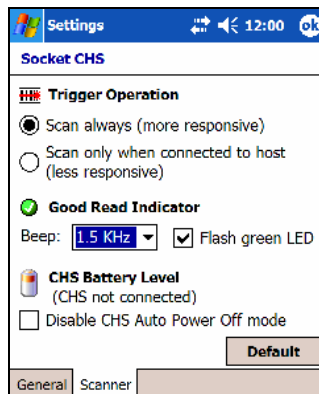 Settings 12:00 ok
Socket CHS
Trigger Operation
Scan always (more responsive)
Scan only when connected to host
(less responsive)
Good Read Indicator
Beep: 1.5 KHz Flash green LED
CHS Battery Level
(CHS not connected)
Disable CHS Auto Power Off mode
Default
General Scanner